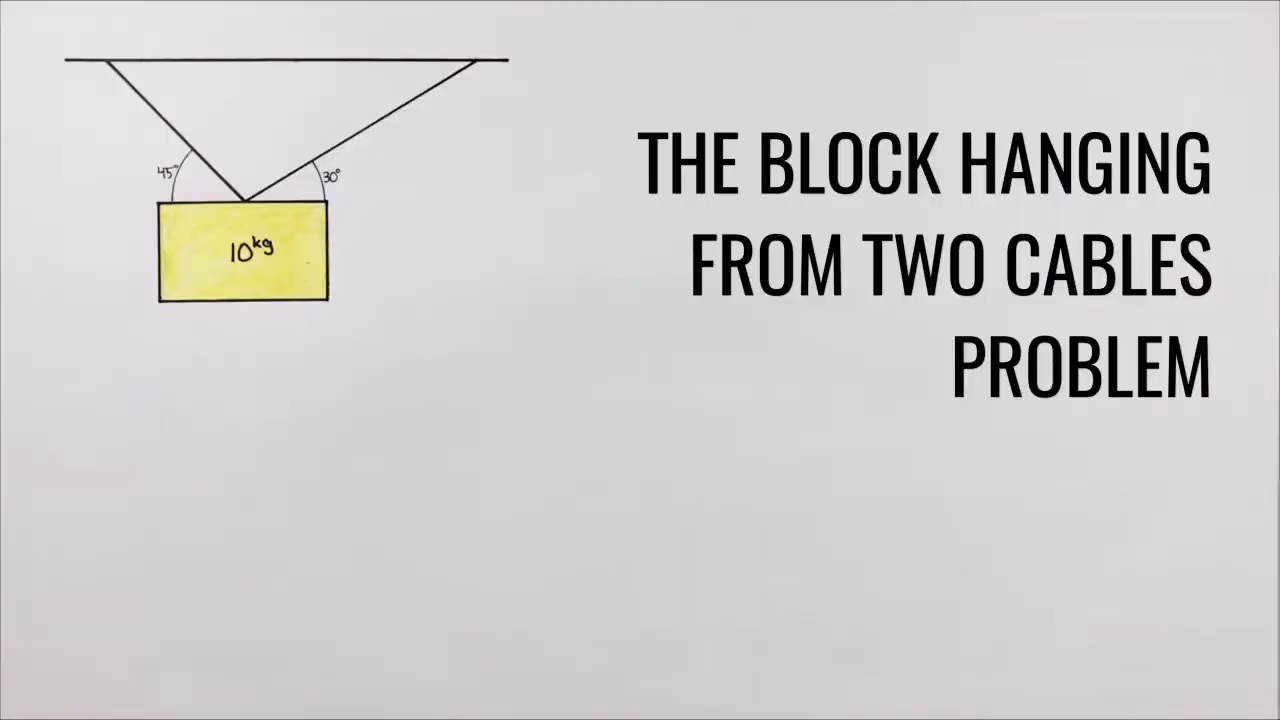 THE BLOCK HANGING
FROM TWO CABLES
PROBLEM
45°
30°
10kg